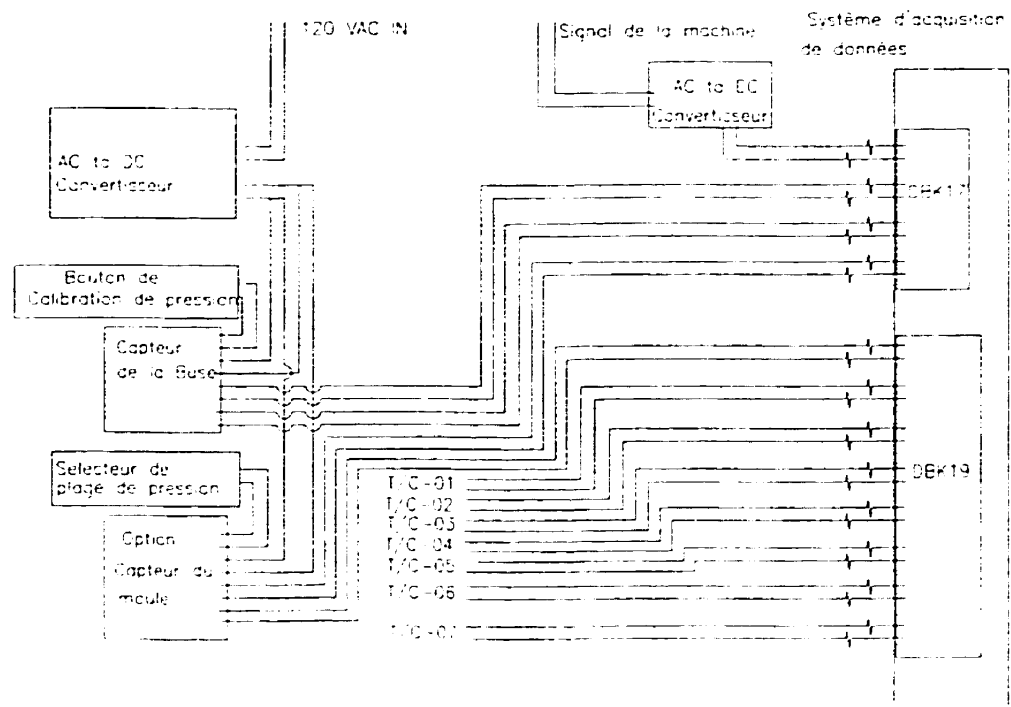 120 VAC IN
Signal de la machine
Système d'acquisition
de données
AC to DC
Convertisseur
AC to DC
Convertisseur
DBK17
Bouton de
Calibration de pression
Capteur
de la Buse
Selecteur de
plage de pression
Option
Capteur du
moule
T/C-01
T/C-02
T/C-03
T/C-04
T/C-05
T/C-06
T/C-07
DBK19